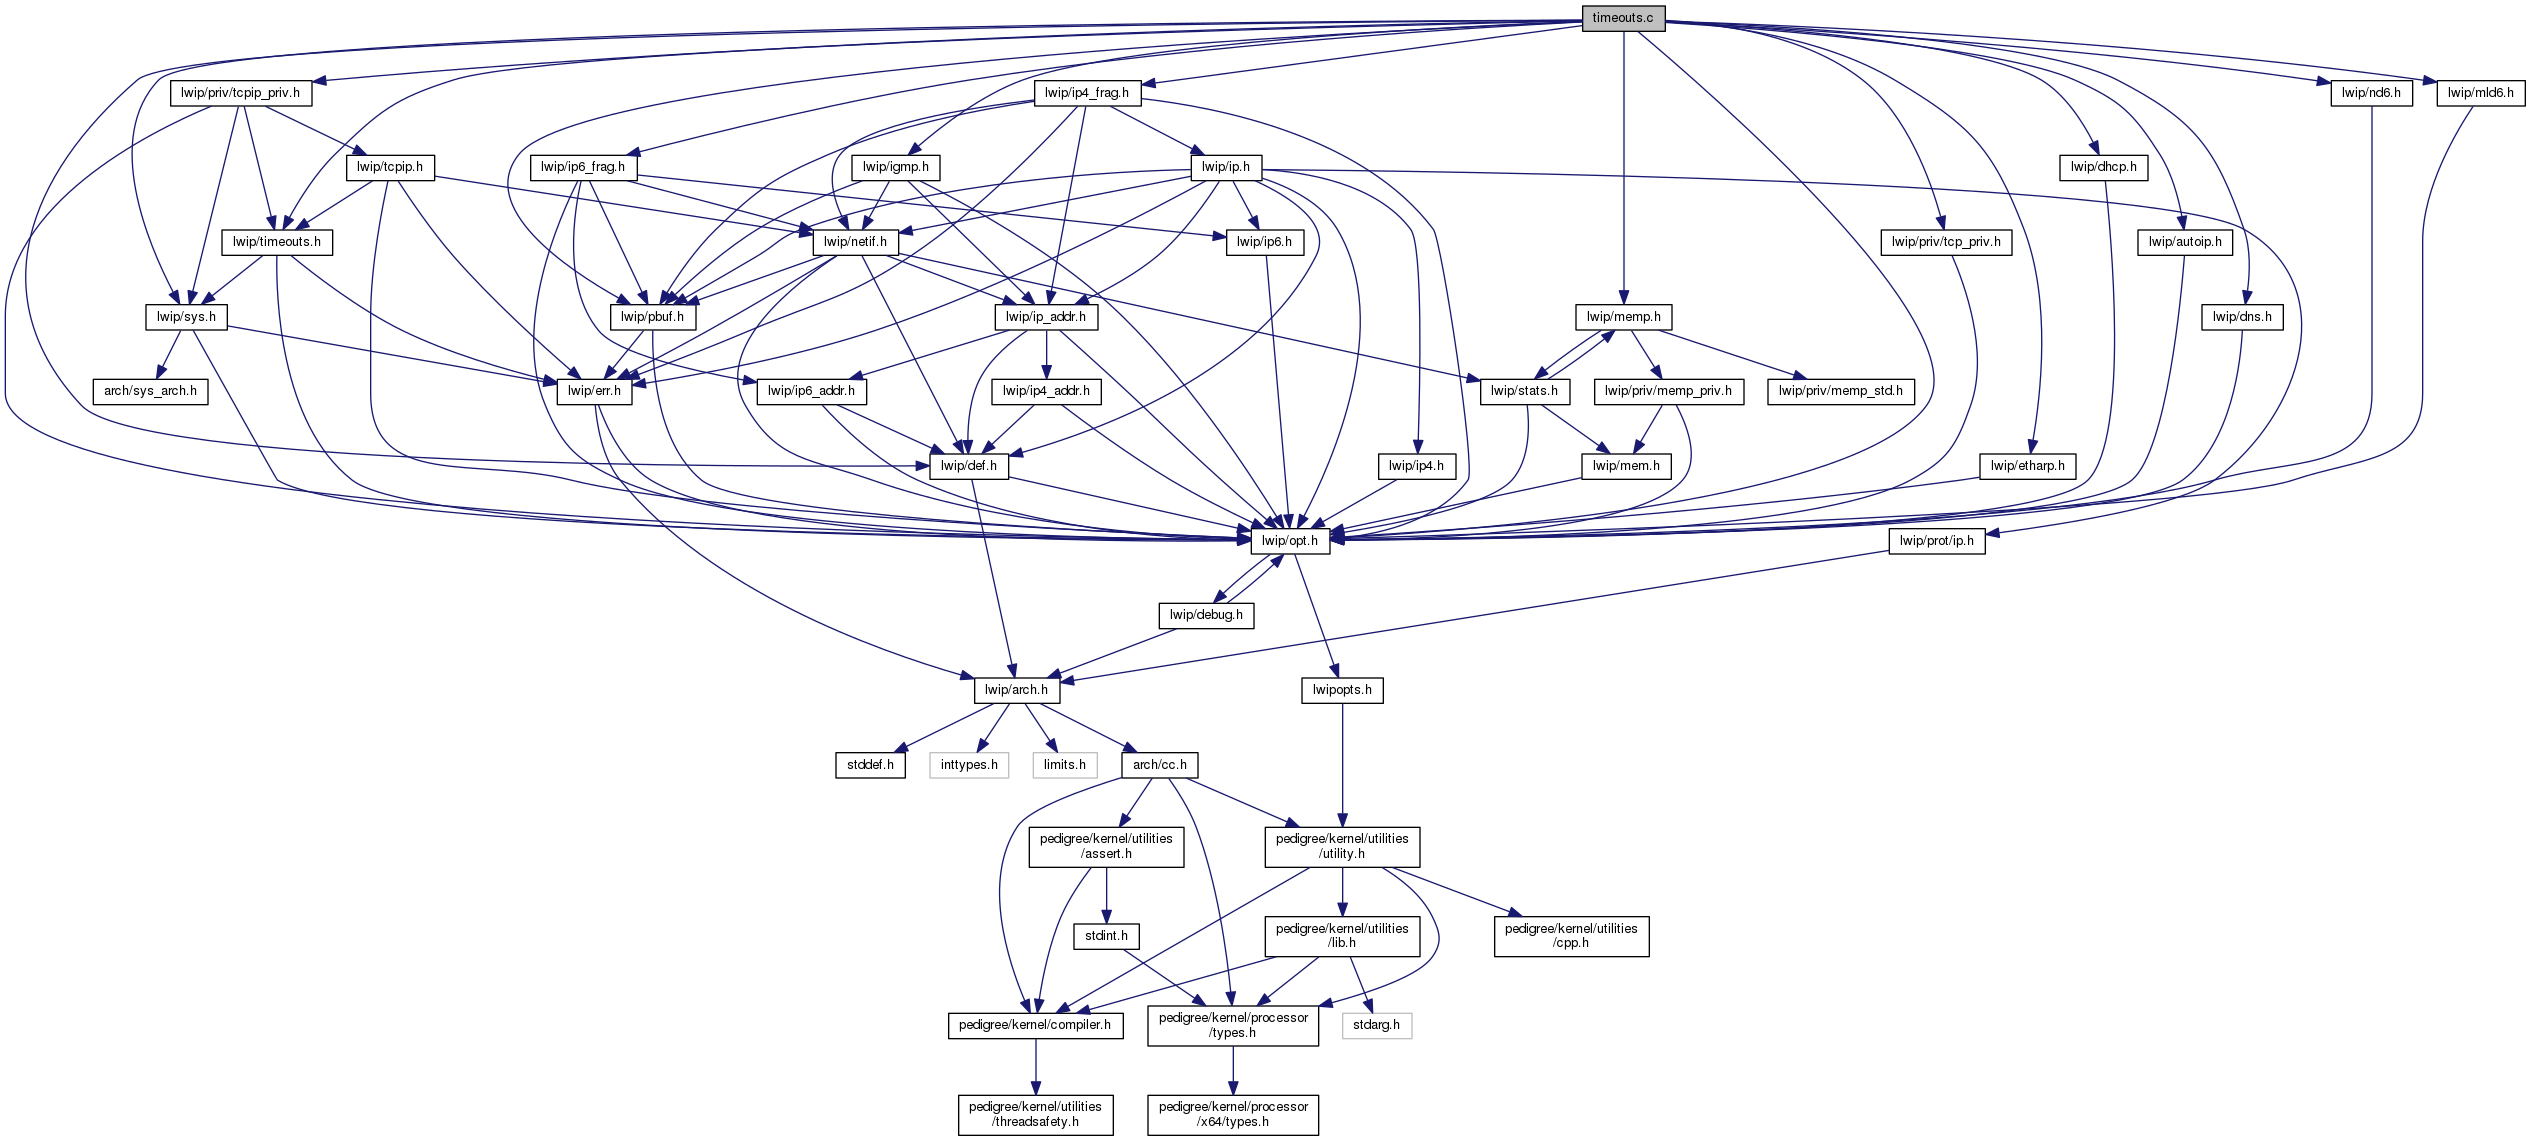 timeouts.c
lwip/priv/tcpip_priv.h
lwip/ip4_frag.h
lwip/nd6.h
lwip/mld6.h
lwip/tcpip.h
lwip/ip6_frag.h
lwip/igmp.h
lwip/ip.h
lwip/dhcp.h
lwip/timeouts.h
lwip/netif.h
lwip/ip6.h
lwip/priv/tcp_priv.h
lwip/autoip.h
lwip/sys.h
lwip/pbuf.h
lwip/ip_addr.h
lwip/memp.h
lwip/dns.h
arch/sys_arch.h
lwip/err.h
lwip/ip6_addr.h
lwip/ip4_addr.h
lwip/stats.h
lwip/priv/memp_priv.h
lwip/priv/memp_std.h
lwip/def.h
lwip/ip4.h
lwip/mem.h
lwip/etharp.h
lwip/opt.h
lwip/prot/ip.h
lwip/debug.h
lwip/arch.h
lwipopts.h
stddef.h
inttypes.h
limits.h
arch/cc.h
pedigree/kernel/utilities
/assert.h
pedigree/kernel/utilities
/utility.h
stdint.h
pedigree/kernel/utilities
/lib.h
pedigree/kernel/utilities
/cpp.h
pedigree/kernel/compiler.h
pedigree/kernel/processor
/types.h
stdarg.h
pedigree/kernel/utilities
/threadsafety.h
pedigree/kernel/processor
/x64/types.h